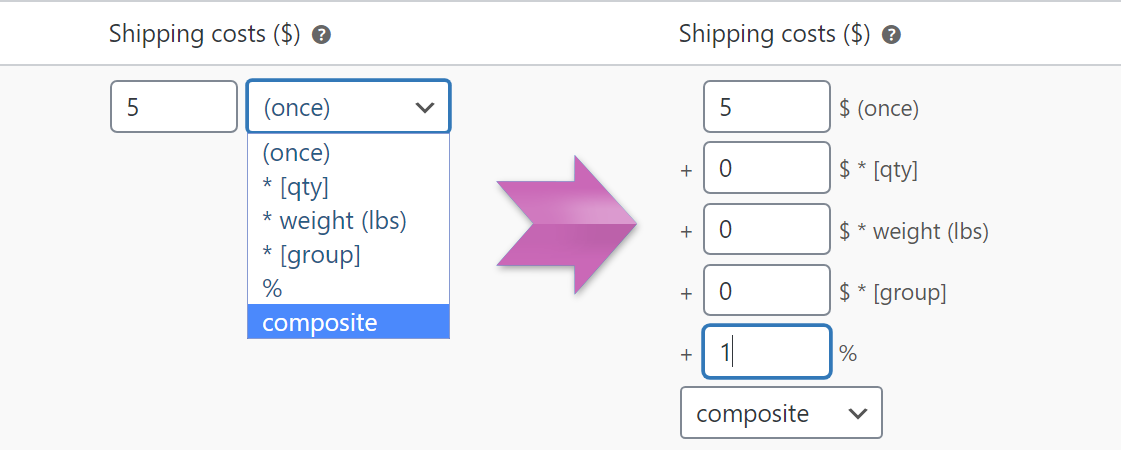 Shipping costs ($) ?
5 (once)
(once)
* [qty]
* weight (lbs)
* [group]
%
composite
Shipping costs ($) ?
5 $ (once)
+ 0 $ * [qty]
+ 0 $ * weight (lbs)
+ 0 $ * [group]
+ 1 %
composite